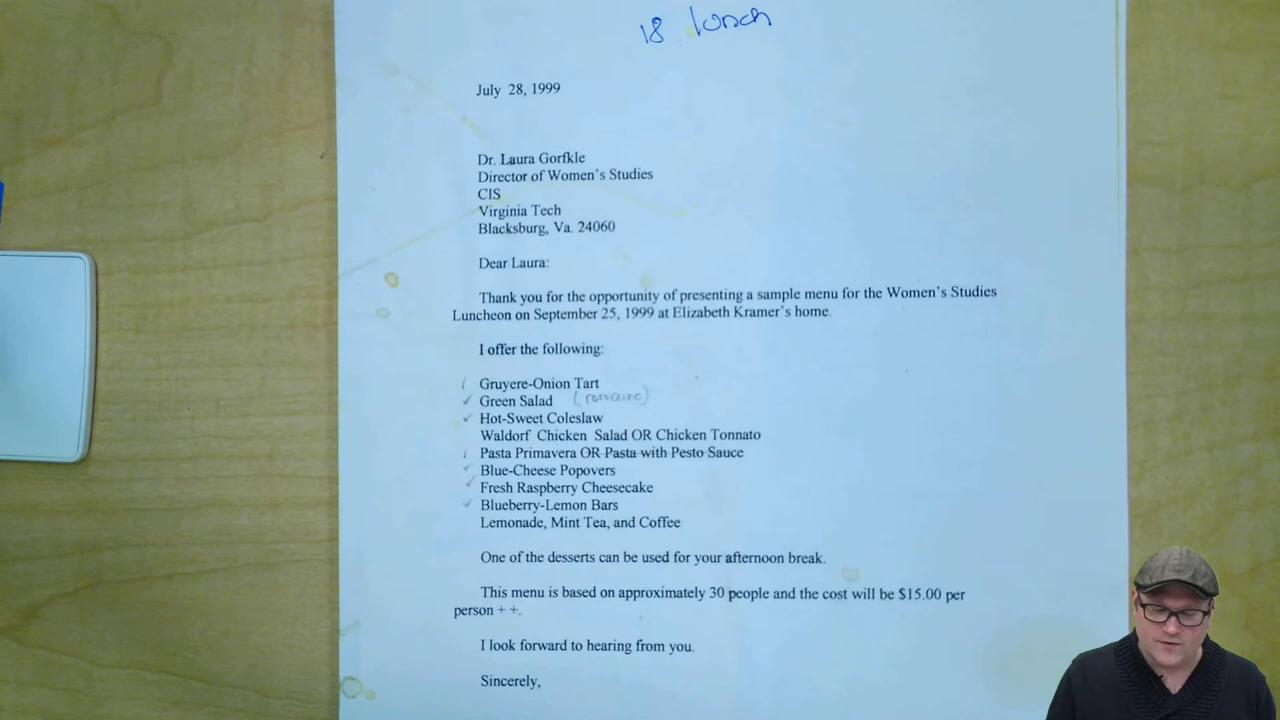 18 lunch
July 28, 1999
Dr. Laura Gorfkle
Director of Women's Studies
CIS
Virginia Tech
Blacksburg, Va. 24060
Dear Laura:
Thank you for the opportunity of presenting a sample menu for the Women's Studies
Luncheon on September 25, 1999 at Elizabeth Kramer's home.
I offer the following:
Gruyere-Onion Tart
Green Salad (romaine)
Hot-Sweet Coleslaw
Waldorf Chicken Salad OR Chicken Tonnato
Pasta Primavera OR Pasta with Pesto Sauce
Blue-Cheese Popovers
Fresh Raspberry Cheesecake
Blueberry-Lemon Bars
Lemonade, Mint Tea, and Coffee
One of the desserts can be used for your afternoon break.
This menu is based on approximately 30 people and the cost will be $15.00 per
person + +.
I look forward to hearing from you.
Sincerely,